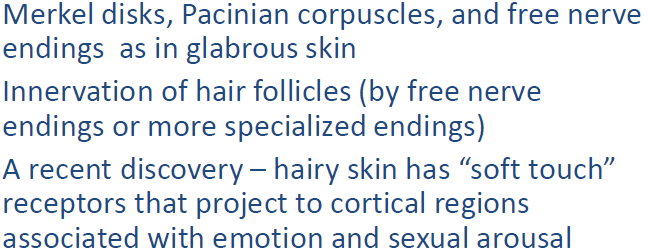 Merkel disks, Pacinian corpuscles, and free nerve
endings  as in glabrous skin
Innervation of hair follicles (by free nerve
endings or more specialized endings)
A recent discovery – hairy skin has “soft touch”
receptors that project to cortical regions
associated with emotion and sexual arousal